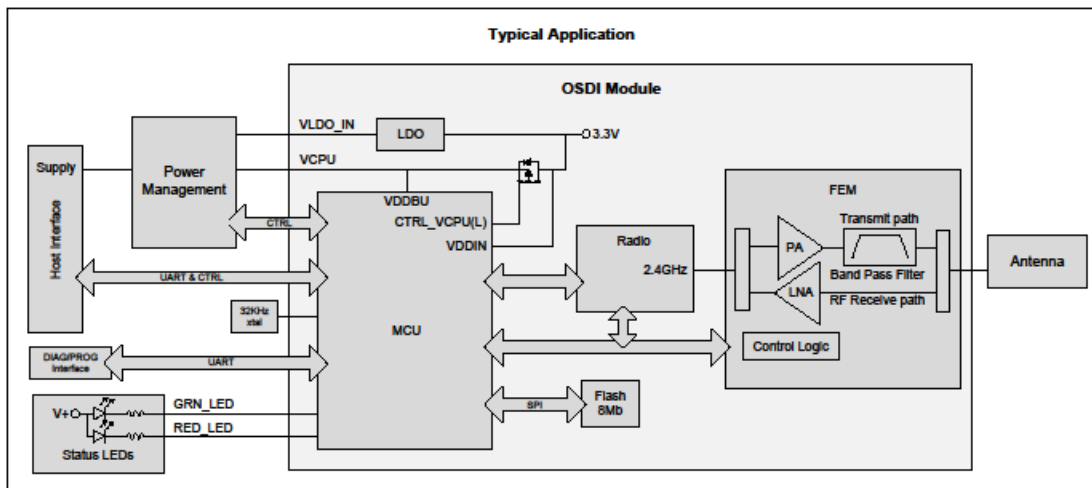 Typical Application
OSDI Module
VLDO_IN
LDO
3.3V
Supply
Host Interface
Power
Management
VCPU
VDDBU
CTRL
CTRL_VCPU(L)
VDDIN
UART & CTRL
32KHz
xtal
MCU
DIAG/PROG
Interface
UART
V+
GRN_LED
RED_LED
Status LEDs
Radio
2.4GHz
SPI
Flash
8Mb
FEM
Transmit path
PA
Band Pass Filter
LNA
RF Receive path
Control Logic
Antenna